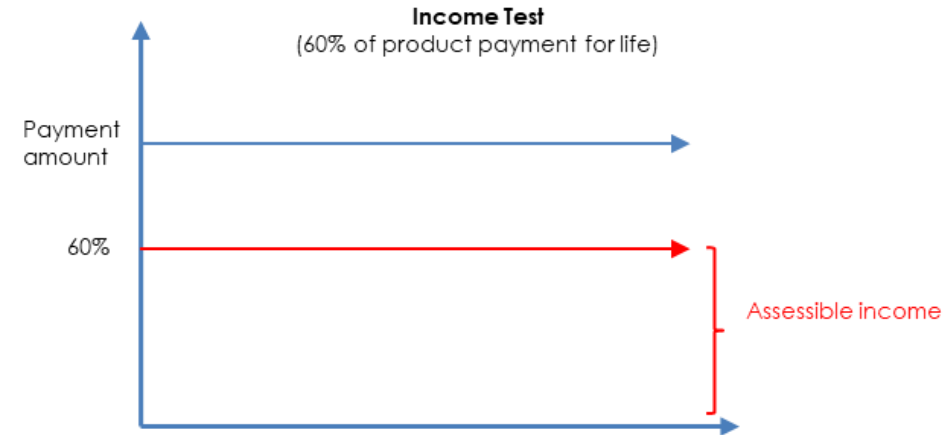 Income Test
(60% of product payment for life)
Payment
amount
60%
Assessible income